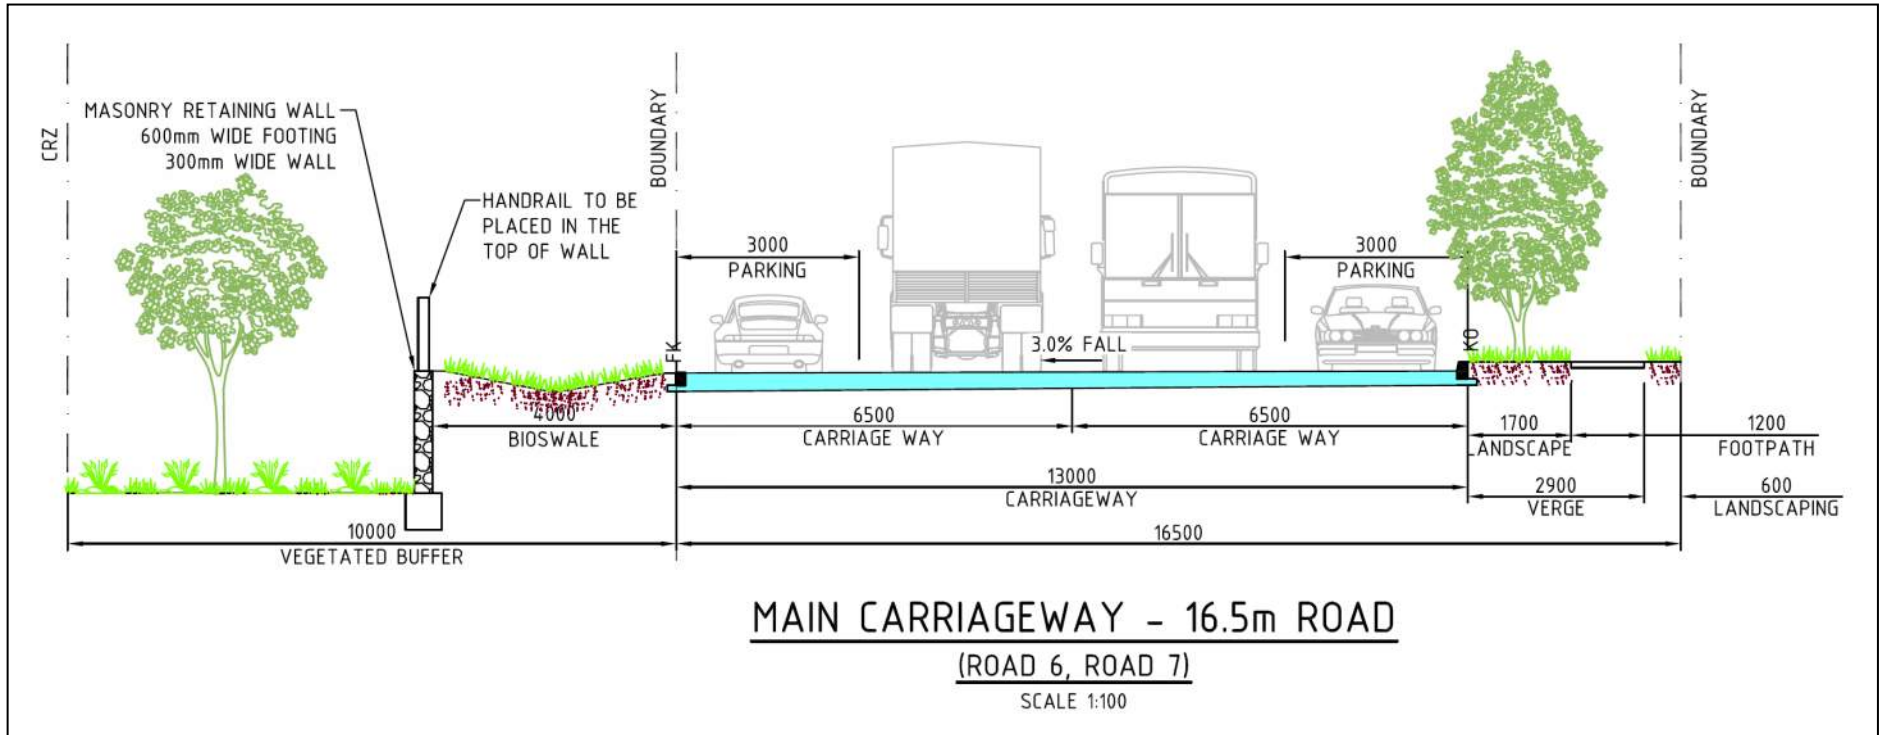 CRZ
MASONRY RETAINING WALL
600mm WIDE FOOTING
300mm WIDE WALL
HANDRAIL TO BE
PLACED IN THE
TOP OF WALL
BOUNDARY
3000
PARKING
3000
PARKING
BOUNDARY
FK
3.0% FALL
KO
4000
BIOSWALE
6500
CARRIAGE WAY
6500
CARRIAGE WAY
1700
LANDSCAPE
1200
FOOTPATH
13000
CARRIAGEWAY
2900
VERGE
600
LANDSCAPING
10000
VEGETATED BUFFER
16500
MAIN CARRIAGEWAY - 16.5m ROAD
(ROAD 6, ROAD 7)
SCALE 1:100